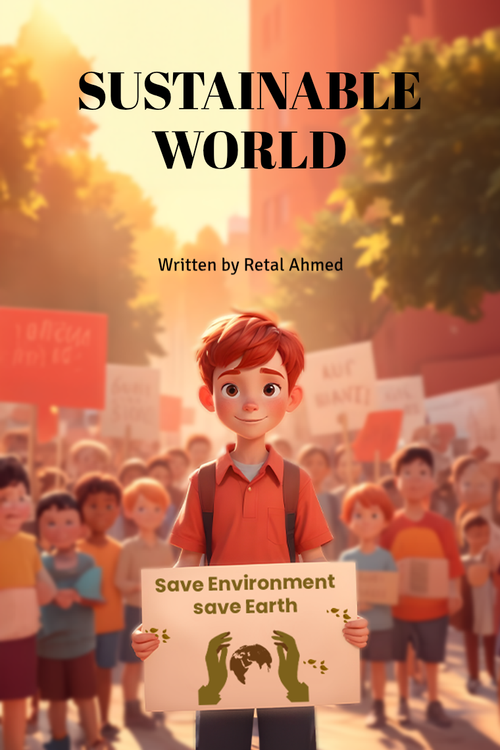 SUSTAINABLE
WORLD
Written by Retal Ahmed
Save Environment
save Earth